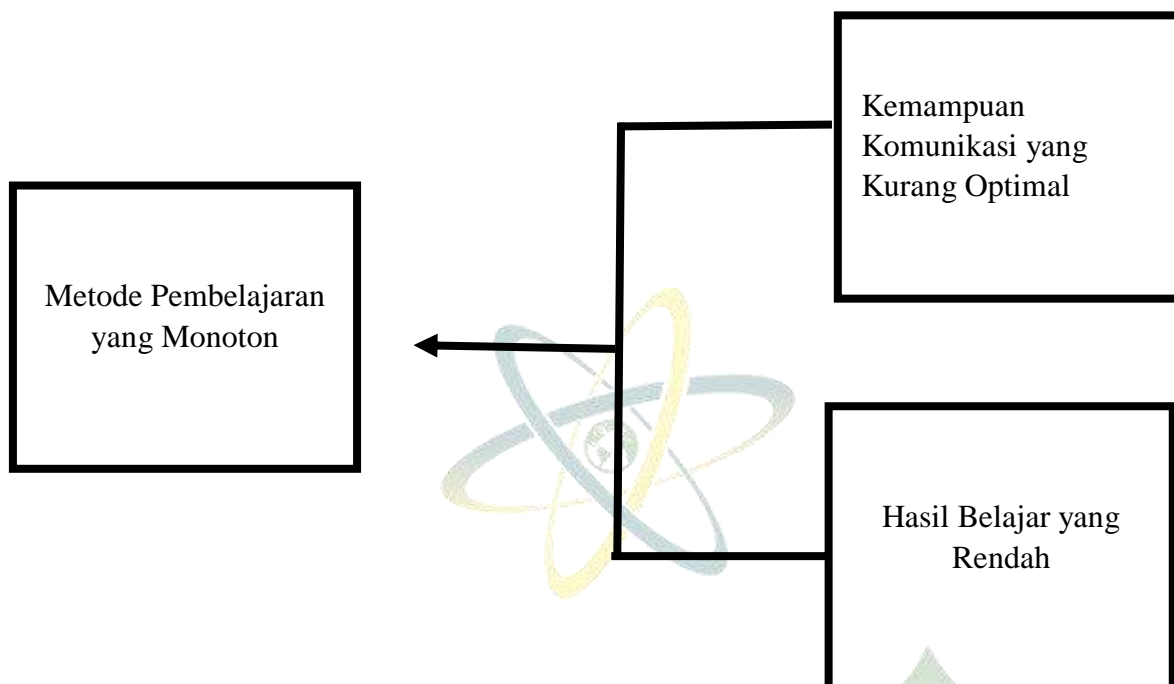 Kemampuan
Komunikasi yang
Kurang Optimal
Metode Pembelajaran
yang Monoton
Hasil Belajar yang
Rendah